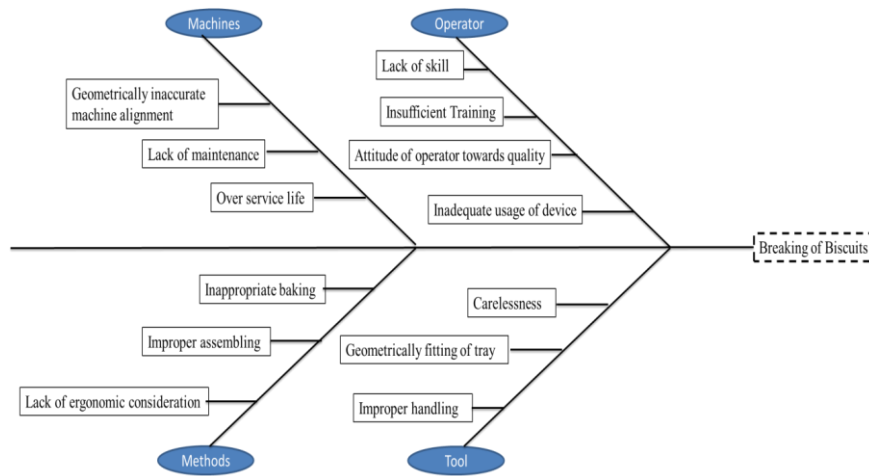 Machines
Operator
Lack of skill
Geometrically inaccurate
machine alignment
Insufficient Training
Lack of maintenance
Attitude of operator towards quality
Over service life
Inadequate usage of device
Breaking of Biscuits
Inappropriate baking
Carelessness
Improper assembling
Geometrically fitting of tray
Lack of ergonomic consideration
Improper handling
Methods
Tool